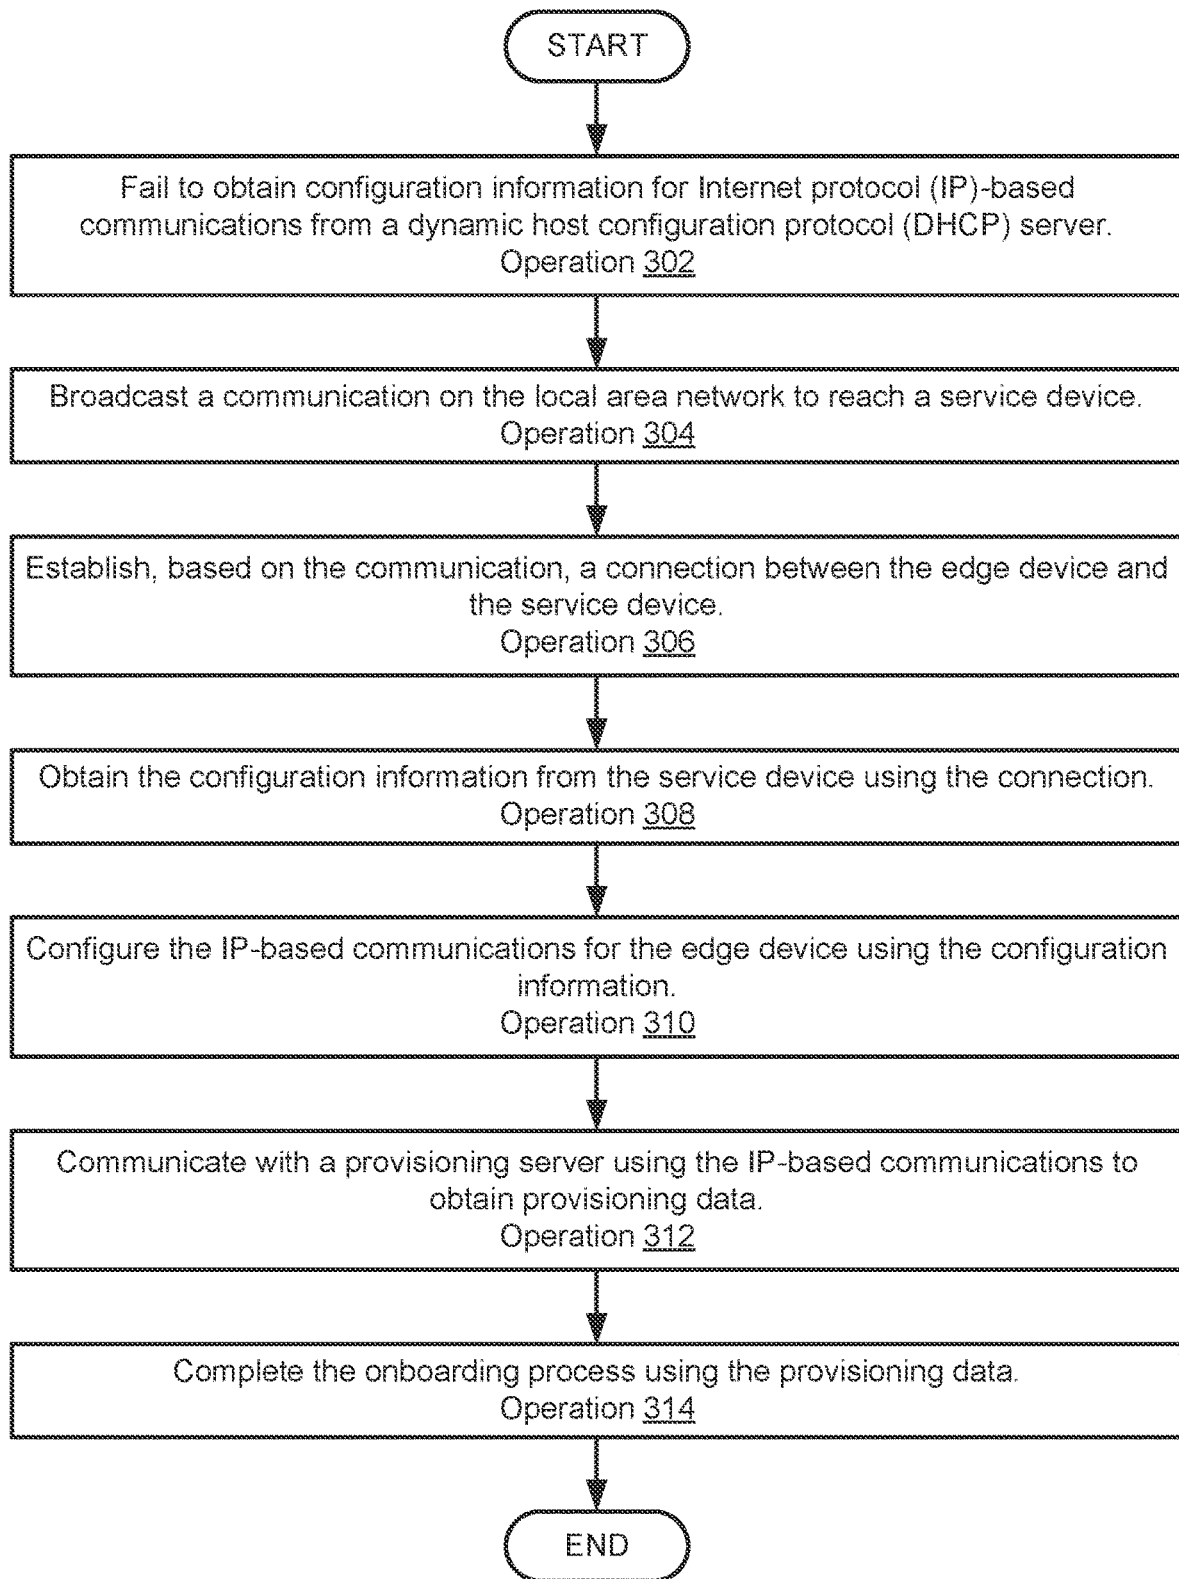 START
Fail to obtain configuration information for Internet protocol (IP)-based
communications from a dynamic host configuration protocol (DHCP) server.
Operation 302
Broadcast a communication on the local area network to reach a service device.
Operation 304
Establish, based on the communication, a connection between the edge device and
the service device.
Operation 306
Obtain the configuration information from the service device using the connection.
Operation 308
Configure the IP-based communications for the edge device using the configuration
information.
Operation 310
Communicate with a provisioning server using the IP-based communications to
obtain provisioning data.
Operation 312
Complete the onboarding process using the provisioning data.
Operation 314
END